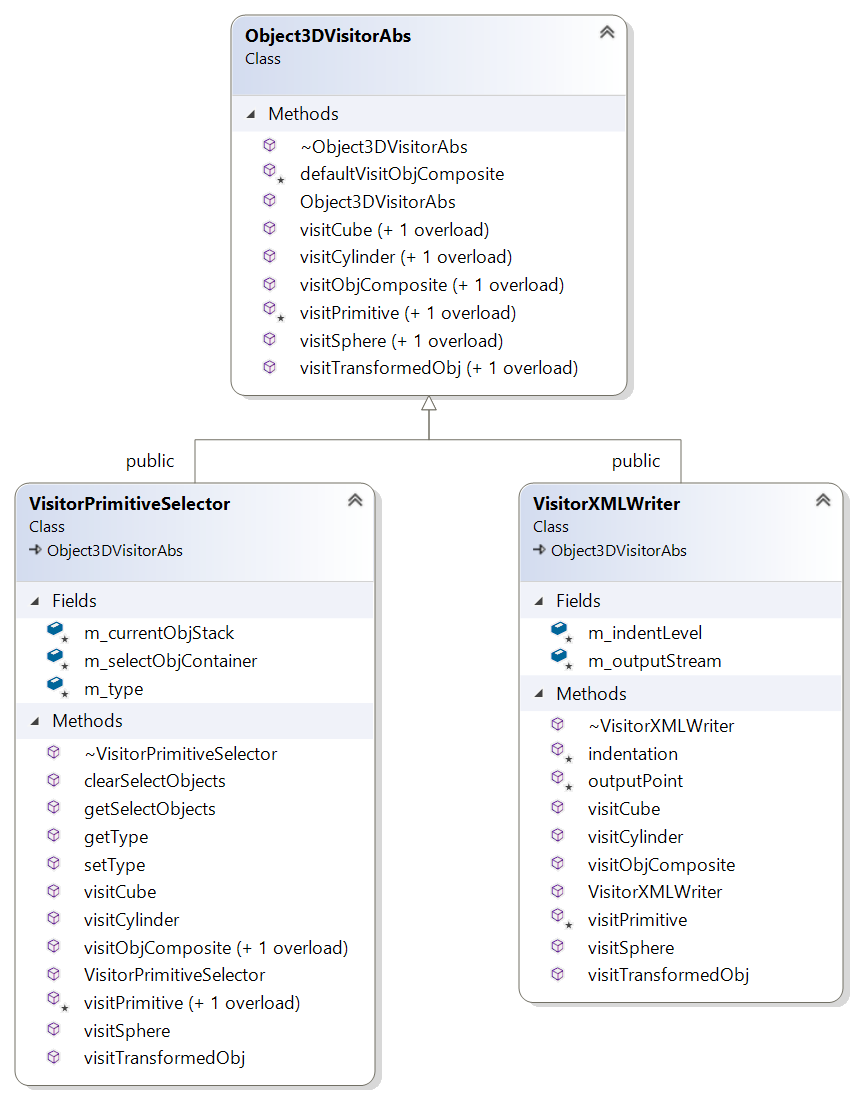 Object3DVisitorAbs
Class
Methods
~Object3DVisitorAbs
defaultVisitObjComposite
Object3DVisitorAbs
visitCube (+ 1 overload)
visitCylinder (+ 1 overload)
visitObjComposite (+ 1 overload)
visitPrimitive (+ 1 overload)
visitSphere (+ 1 overload)
visitTransformedObj (+ 1 overload)
public
VisitorPrimitiveSelector
Class
Object3DVisitorAbs
Fields
m_currentObjStack
m_selectObjContainer
m_type
Methods
~VisitorPrimitiveSelector
clearSelectObjects
getSelectObjects
getType
setType
visitCube
visitCylinder
visitObjComposite (+ 1 overload)
VisitorPrimitiveSelector
visitPrimitive (+ 1 overload)
visitSphere
visitTransformedObj
public
VisitorXMLWriter
Class
Object3DVisitorAbs
Fields
m_indentLevel
m_outputStream
Methods
~VisitorXMLWriter
indentation
outputPoint
visitCube
visitCylinder
visitObjComposite
VisitorXMLWriter
visitPrimitive
visitSphere
visitTransformedObj